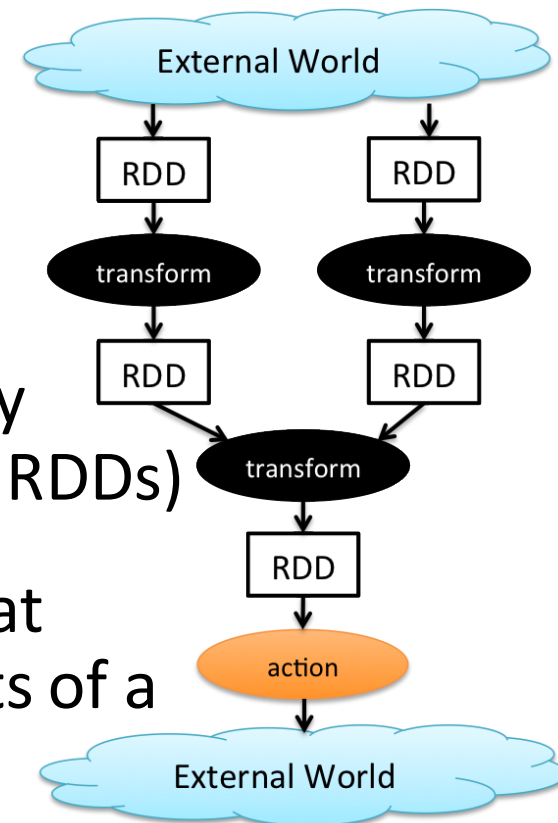 External World
RDD RDD
transform transform
RDD RDD
y
RDDs)
transform
RDD
at
action
ts of a
External World